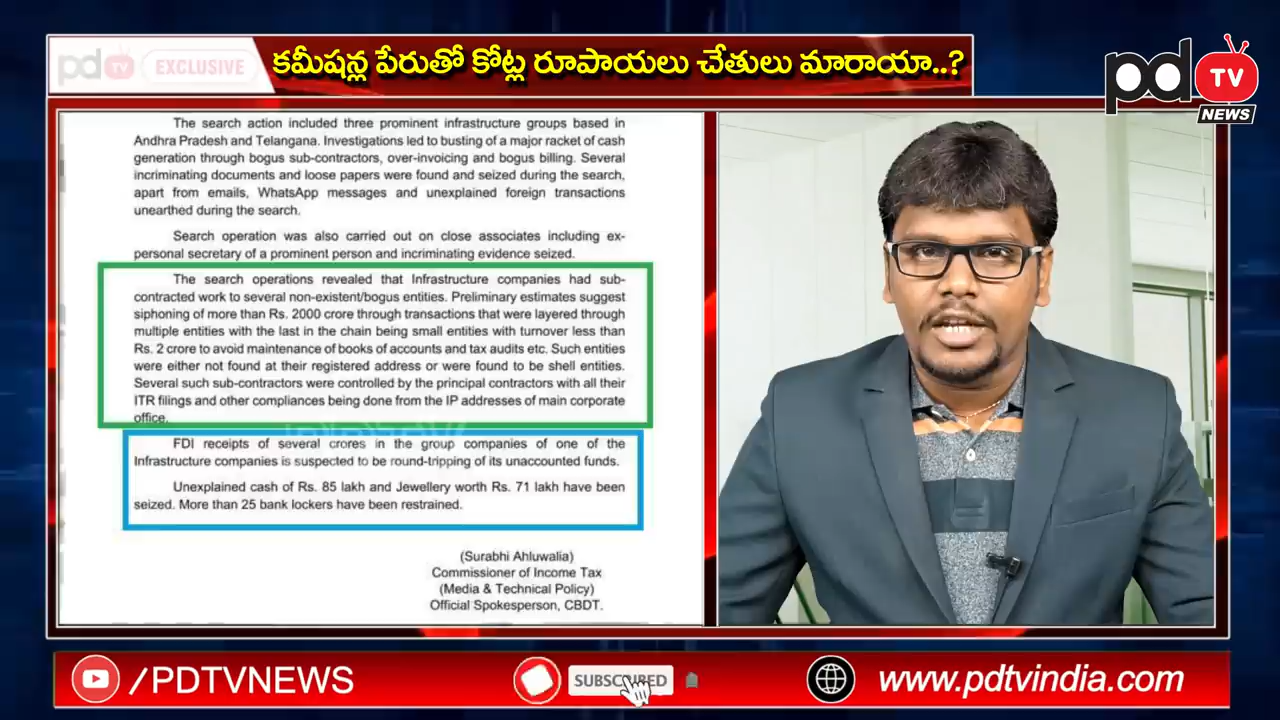 pd TV EXCLUSIVE
కమీషన్ల పేరుతో కోట్ల రూపాయలు చేతులు మారాయా..?
pd TV
NEWS
The search action included three prominent infrastructure groups based in
Andhra Pradesh and Telangana. Investigations led to busting of a major racket of cash
generation through bogus sub-contractors, over-invoicing and bogus billing. Several
incriminating documents and loose papers were found and seized during the search,
apart from emails, WhatsApp messages and unexplained foreign transactions
unearthed during the search.
Search operation was also carried out on close associates including ex-
personal secretary of a prominent person and incriminating evidence seized.
The search operations revealed that Infrastructure companies had sub-
contracted work to several non-existent/bogus entities. Preliminary estimates suggest
siphoning of more than Rs. 2000 crore through transactions that were layered through
multiple entities with the last in the chain being small entities with turnover less than
Rs. 2 crore to avoid maintenance of books of accounts and tax audits etc. Such entities
were either not found at their registered address or were found to be shell entities.
Several such sub-contractors were controlled by the principal contractors with all their
ITR filings and other compliances being done from the IP addresses of main corporate
office.
FDI receipts of several crores in the group companies of one of the
Infrastructure companies is suspected to be round-tripping of its unaccounted funds.
Unexplained cash of Rs. 85 lakh and Jewellery worth Rs. 71 lakh have been
seized. More than 25 bank lockers have been restrained.
(Surabhi Ahluwalia)
Commissioner of Income Tax
(Media & Technical Policy)
Official Spokesperson, CBDT.
/PDTVNEWS
SUBSCRIBED
www.pdtvindia.com